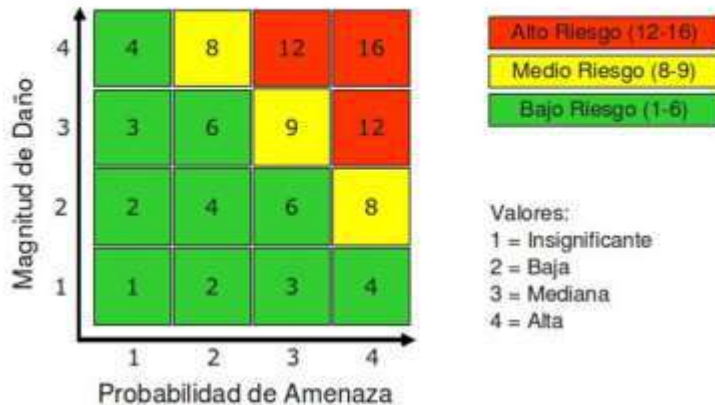 Magnitud de Daño
4 4 8 12 16
3 3 6 9 12
2 2 4 6 8
1 1 2 3 4
1 2 3 4
Probabilidad de Amenaza
Alto Riesgo (12-16)
Medio Riesgo (8-9)
Bajo Riesgo (1-6)
Valores:
1 = Insignificante
2 = Baja
3 = Mediana
4 = Alta